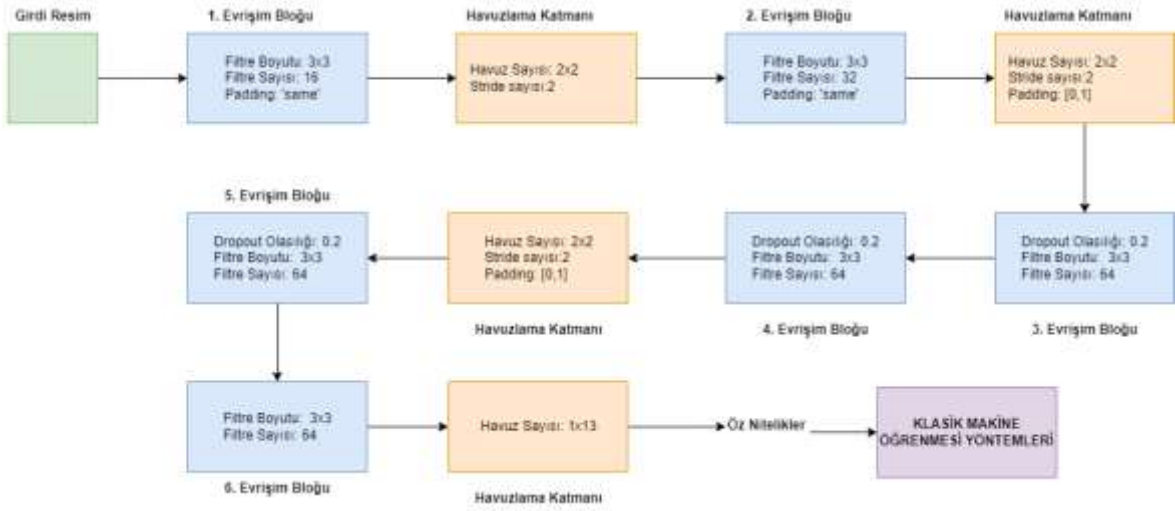 Girdi Resim
1. Evrişim Bloğu
Filtre Boyutu: 3x3
Filtre Sayısı: 16
Padding: 'same'
Havuzlama Katmanı
Havuz Sayısı: 2x2
Stride sayısı:2
2. Evrişim Bloğu
Filtre Boyutu: 3x3
Filtre Sayısı: 32
Padding: 'same'
Havuzlama Katmanı
Havuz Sayısı: 2x2
Stride sayısı:2
Padding: [0,1]
Dropout Olasılığı: 0.2
Filtre Boyutu: 3x3
Filtre Sayısı: 64
3. Evrişim Bloğu
Dropout Olasılığı: 0.2
Filtre Boyutu: 3x3
Filtre Sayısı: 64
4. Evrişim Bloğu
Havuz Sayısı: 2x2
Stride sayısı:2
Padding: [0,1]
Havuzlama Katmanı
5. Evrişim Bloğu
Dropout Olasılığı: 0.2
Filtre Boyutu: 3x3
Filtre Sayısı: 64
Filtre Boyutu: 3x3
Filtre Sayısı: 64
6. Evrişim Bloğu
Havuz Sayısı: 1x13
Havuzlama Katmanı
Öz Nitelikler
KLASİK MAKİNE
ÖĞRENMESİ YÖNTEMLERİ